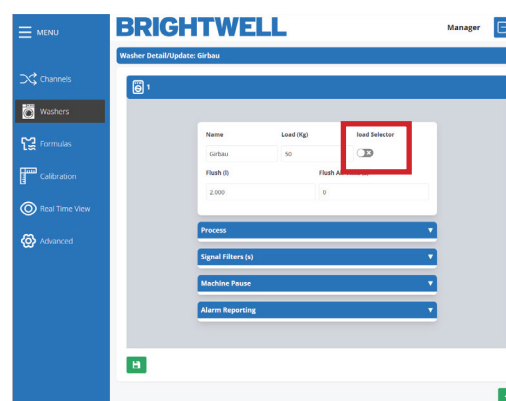 MENU
BRIGHTWELL
Manager
Washer Detail/Update: Girbau
Channels
1
Washers
Name
Load (Kg)
load Selector
Formulas
Girbau
50
Calibration
Flush (l)
2.000
0
Real Time View
Process
Advanced
Signal Filters (s)
Machine Pause
Alarm Reporting